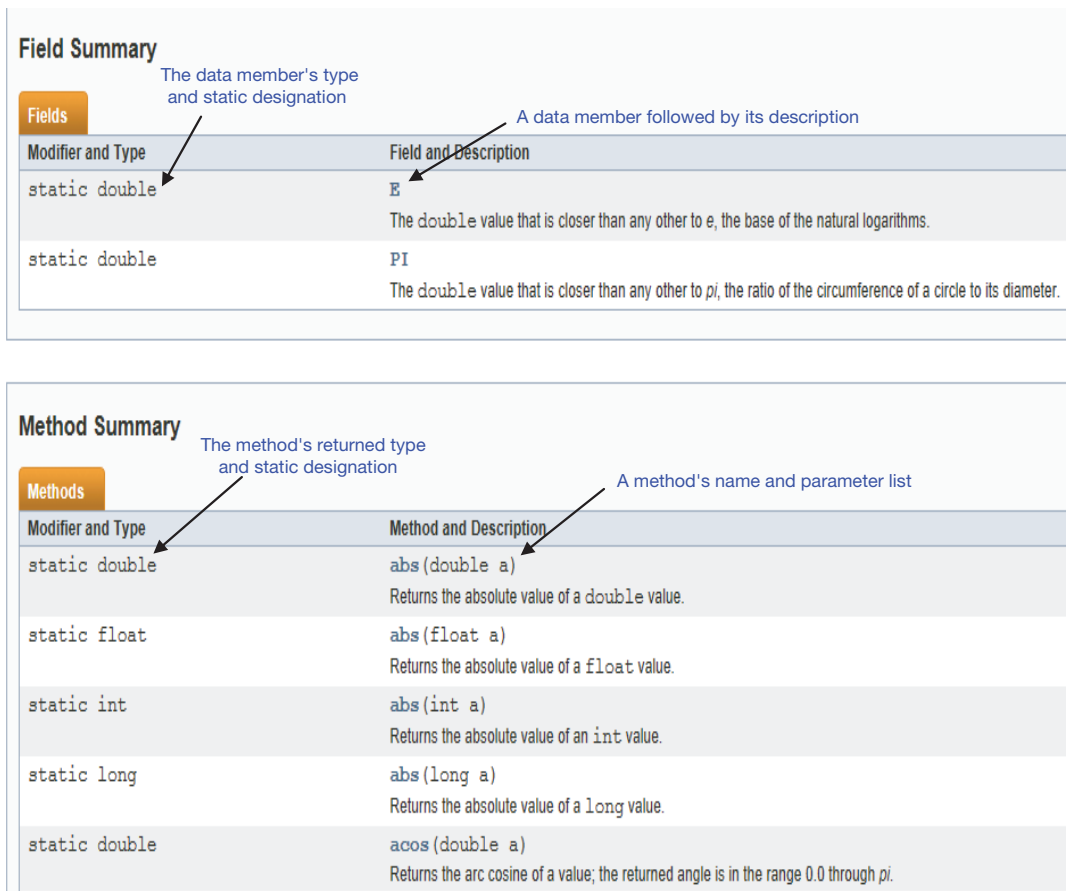 Field Summary
The data member's type
and static designation
Fields
A data member followed by its description
Modifier and Type
Field and Description
static double
E
The double value that is closer than any other to e, the base of the natural logarithms.
static double
PI
The double value that is closer than any other to pi, the ratio of the circumference of a circle to its diameter.
Method Summary
The method's returned type
and static designation
Methods
A method's name and parameter list
Modifier and Type
Method and Description
static double
abs(double a)
Returns the absolute value of a double value.
static float
abs(float a)
Returns the absolute value of a float value.
static int
abs(int a)
Returns the absolute value of an int value.
static long
abs(long a)
Returns the absolute value of a long value.
static double
acos(double a)
Returns the arc cosine of a value; the returned angle is in the range 0.0 through pi.